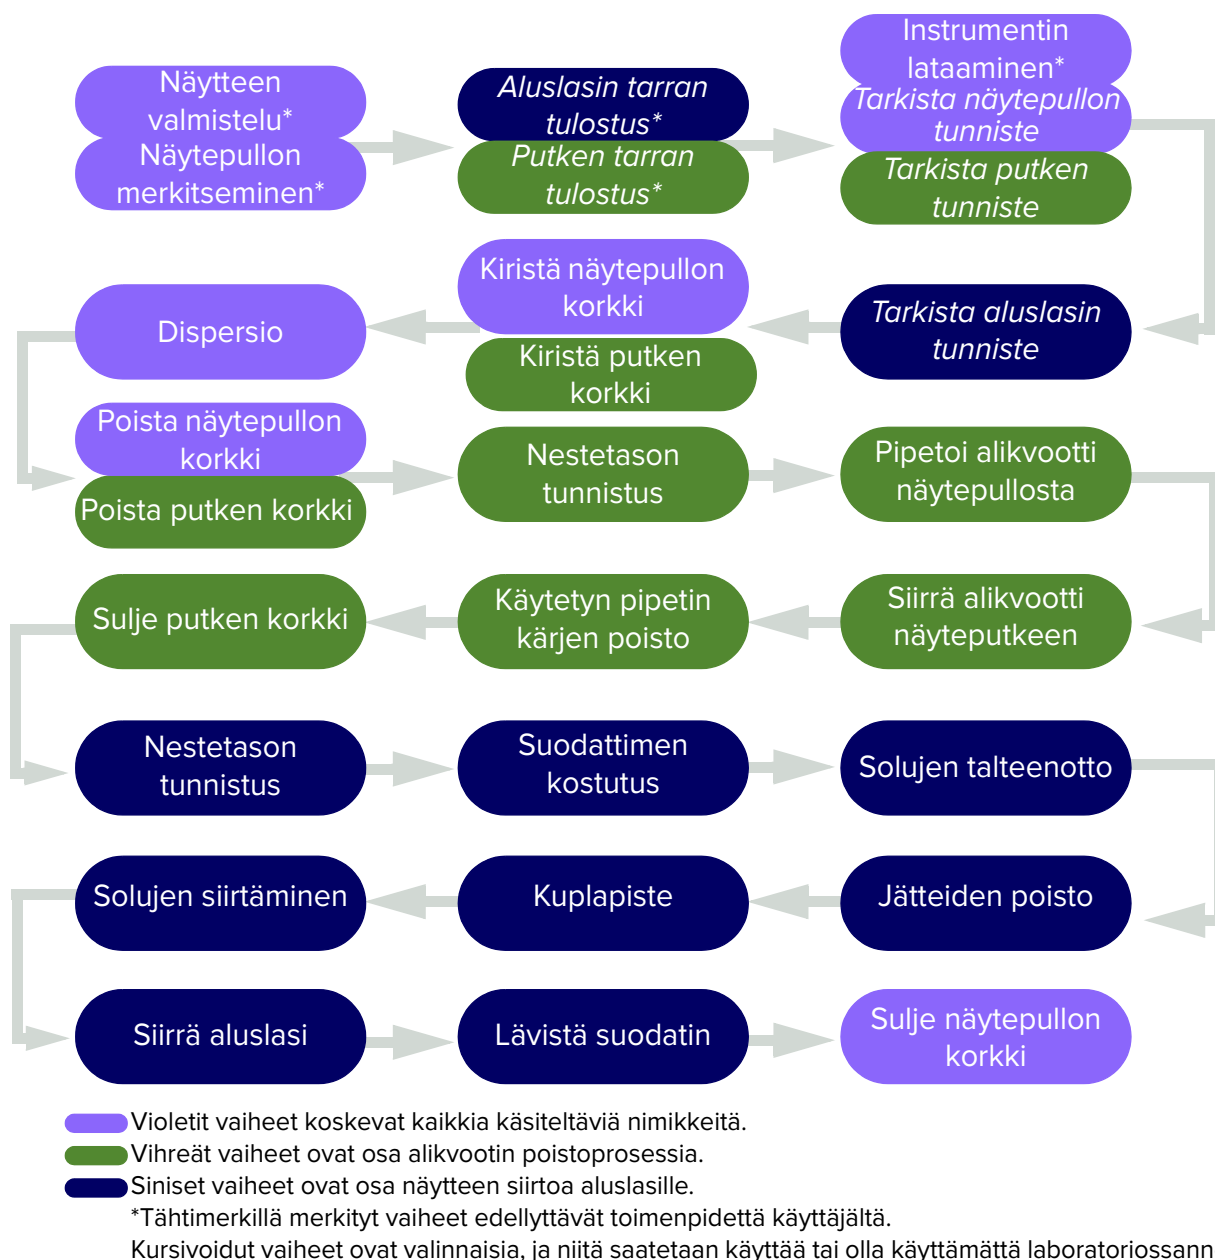 Näytteen
valmistelu*
Näytepullon
merkitseminen*
Aluslasin tarran
tulostus*
Putken tarran
tulostus*
Instrumentin
lataaminen*
Tarkista näytepullon
tunniste
Tarkista putken
tunniste
Tarkista aluslasin
tunniste
Kiristä näytepullon
korkki
Kiristä putken
korkki
Dispersio
Poista näytepullon
korkki
Poista putken korkki
Nestetason
tunnistus
Pipetoi alikvootti
näytepullosta
Siirrä alikvootti
näyteputkeen
Käytetyn pipetin
kärjen poisto
Sulje putken korkki
Nestetason
tunnistus
Suodattimen
kostutus
Solujen talteenotto
Jätteiden poisto
Kuplapiste
Solujen siirtäminen
Siirrä aluslasi
Lävistä suodatin
Sulje näytepullon
korkki
Violetit vaiheet koskevat kaikkia käsiteltäviä nimikkeitä.
Vihreät vaiheet ovat osa alikvootin poistoprosessia.
Siniset vaiheet ovat osa näytteen siirtoa aluslasille.
*Tähtimerkillä merkityt vaiheet edellyttävät toimenpidettä käyttäjältä.
Kursivoidut vaiheet ovat valinnaisia, ja niitä saatetaan käyttää tai olla käyttämättä laboratoriossann